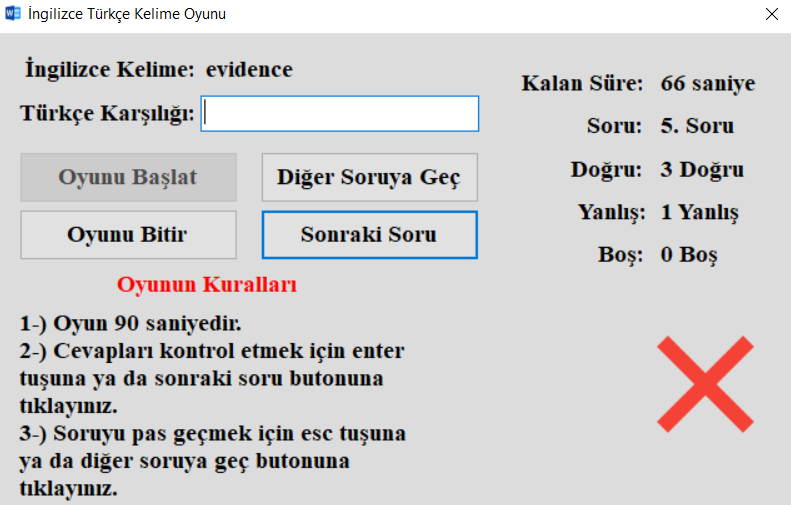 İngilizce Türkçe Kelime Oyunu
İngilizce Kelime: evidence
Türkçe Karşılığı:
Oyunu Başlat
Diğer Soruya Geç
Oyunu Bitir
Sonraki Soru
Kalan Süre: 66 saniye
Soru: 5. Soru
Doğru: 3 Doğru
Yanlış: 1 Yanlış
Boş: 0 Boş
Oyunun Kuralları
1-) Oyun 90 saniyedir.
2-) Cevapları kontrol etmek için enter
tuşuna ya da sonraki soru butonuna
tıklayınız.
3-) Soruyu pas geçmek için esc tuşuna
ya da diğer soruya geç butonuna
tıklayınız.